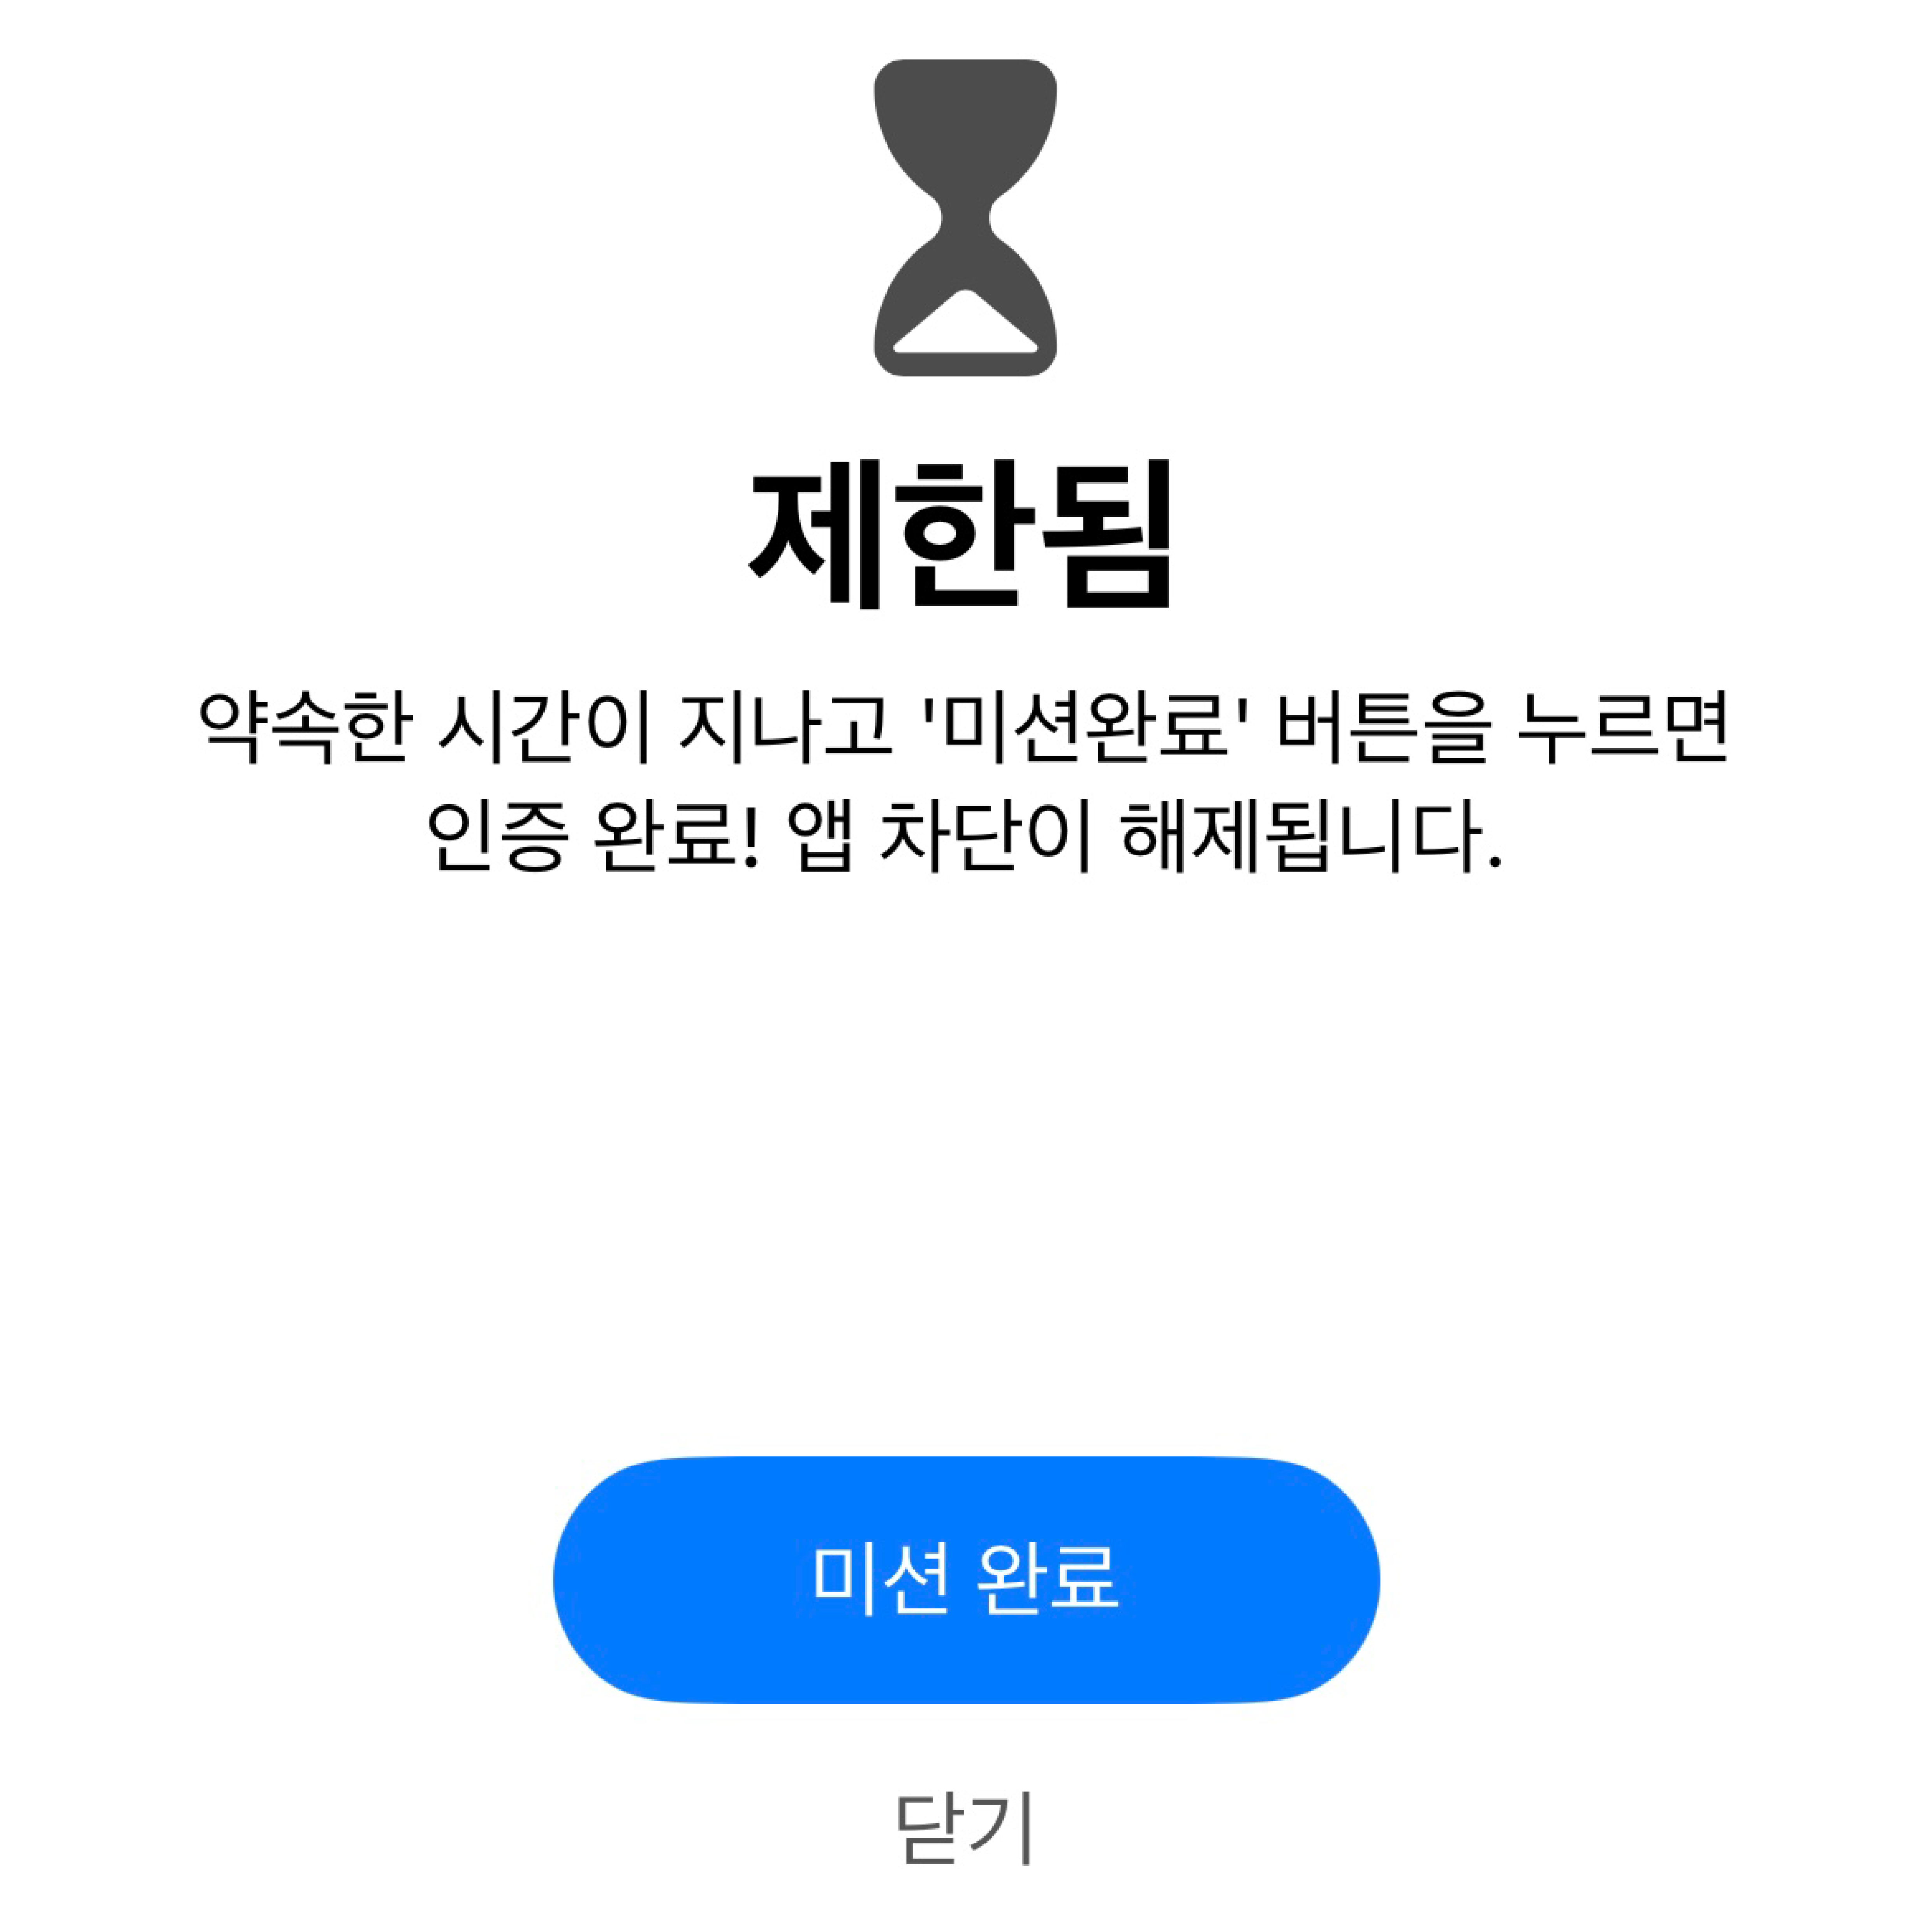 제한됨
약속한 시간이 지나고 '미션완료' 버튼을 누르면
인증 완료! 앱 차단이 해제됩니다.
미션 완료
닫기